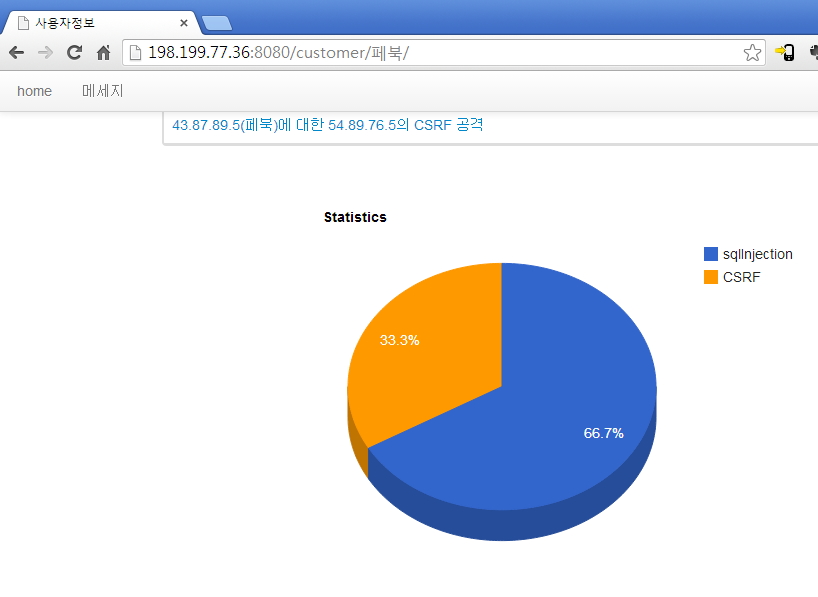 사용자정보
198.199.77.36:8080/customer/페북/
home 메세지
43.87.89.5(페북)에 대한 54.89.76.5의 CSRF 공격
Statistics
sqlInjection
CSRF
33.3%
66.7%